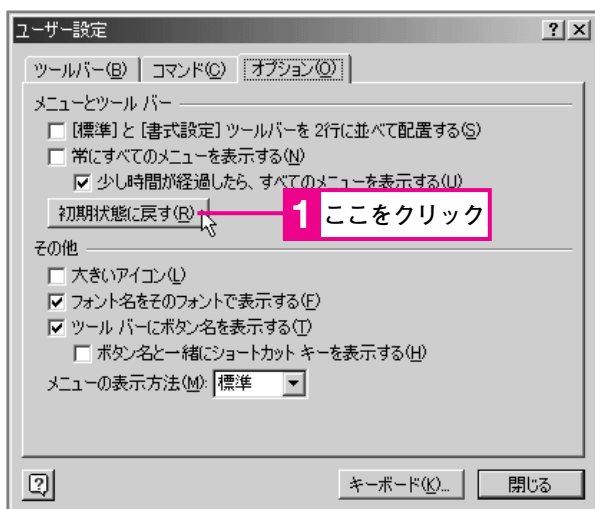 ユーザー設定
ツールバー(B) コマンド(C) オプション(O)
メニューとツール バー
[標準] と [書式設定] ツールバーを 2行に並べて配置する(S)
常にすべてのメニューを表示する(N)
少し時間が経過したら、すべてのメニューを表示する(U)
初期状態に戻す(R) 1 ここをクリック
その他
大きいアイコン(L)
フォント名をそのフォントで表示する(F)
ツール バーにボタン名を表示する(T)
ボタン名と一緒にショートカット キーを表示する(H)
メニューの表示方法(M): 標準
キーボード(K)... 閉じる